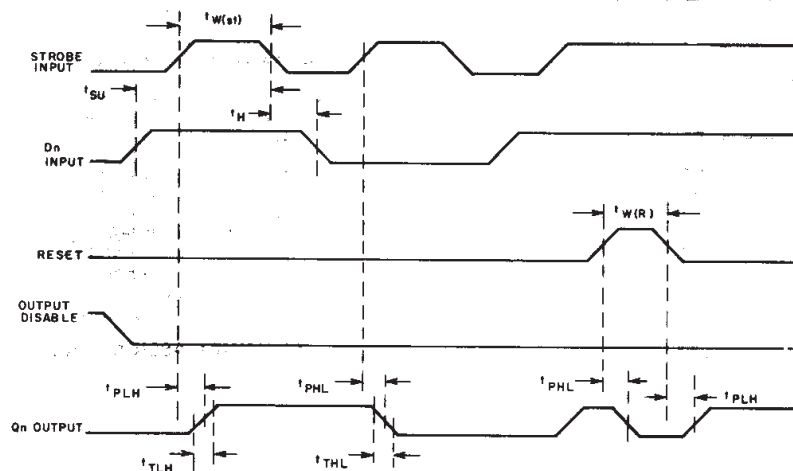 tW(st)
STROBE
INPUT
tSU
tH
Dn
INPUT
tW(R)
RESET
OUTPUT
DISABLE
tPLH
tPHL
tPHL
tPLH
Qn OUTPUT
tTLH
tTHL